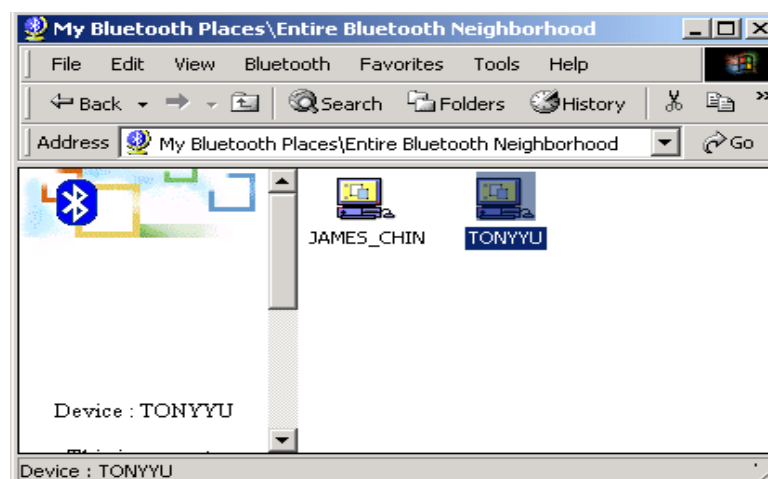 My Bluetooth Places\Entire Bluetooth Neighborhood
File Edit View Bluetooth Favorites Tools Help
Back Search Folders History »
Address My Bluetooth Places\Entire Bluetooth Neighborhood Go
JAMES_CHIN TONYYU
Device : TONYYU
Device : TONYYU